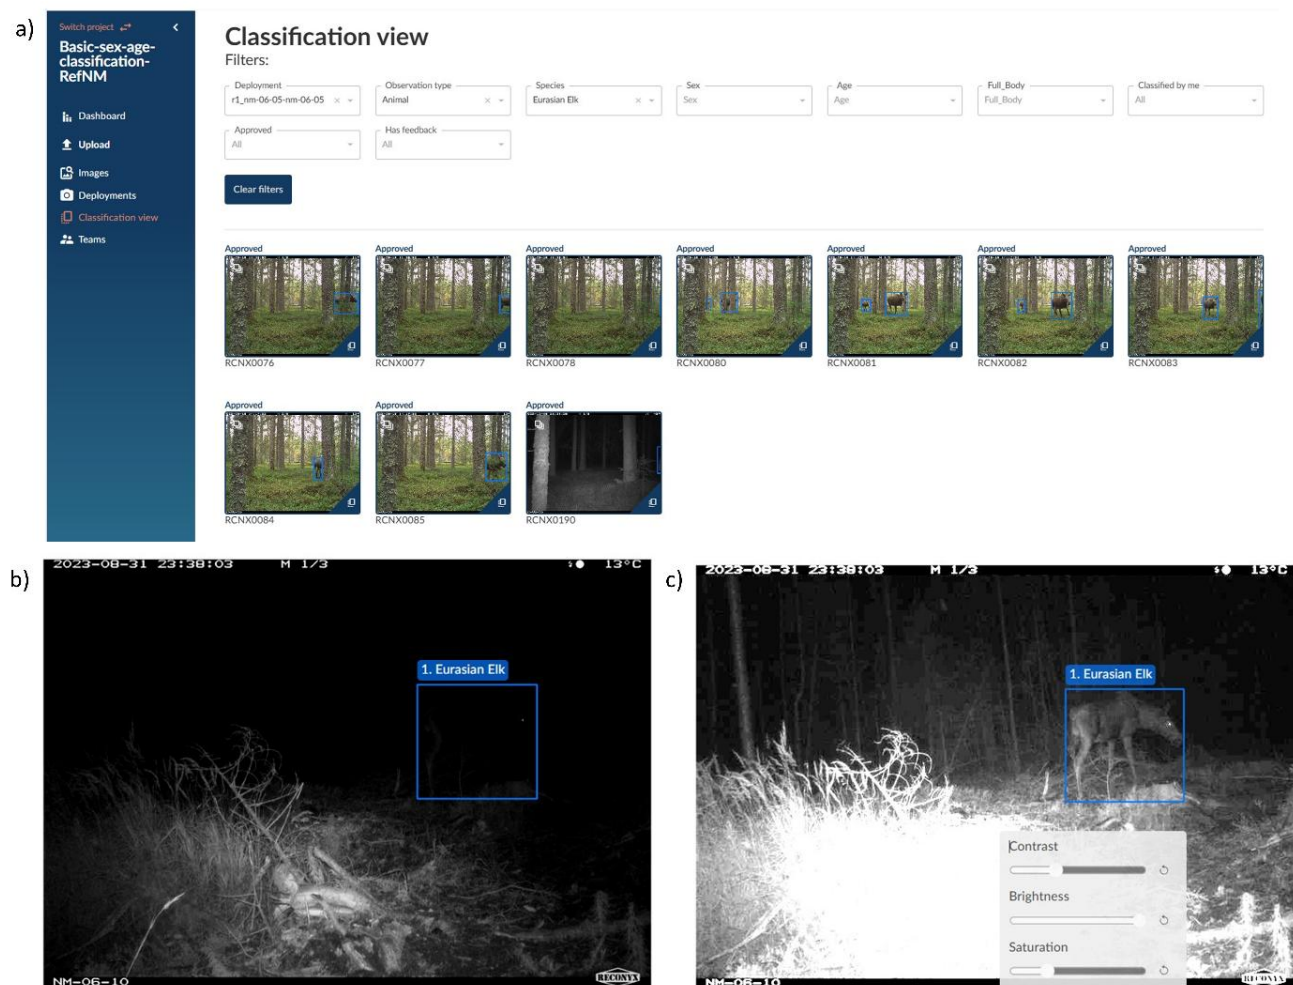 a)
Switch project
Basic-sex-age-
classification-
RefNM
Dashboard
Upload
Images
Deployments
Classification view
Teams
Classification view
Filters:
Deployment
r1_nm-06-05-nm-06-05
Observation type
Animal
Species
Eurasian Elk
Sex
Sex
Age
Age
Full_Body
Full_Body
Classified by me
All
Approved
All
Has feedback
All
Clear filters
Approved
Approved
Approved
Approved
Approved
Approved
Approved
RCNX0076
RCNX0077
RCNX0078
RCNX0080
RCNX0081
RCNX0082
RCNX0083
Approved
Approved
Approved
RCNX0084
RCNX0085
RCNX0190
b)
2023-08-31 23:38:03 M 1/3 13°C
1. Eurasian Elk
NM-06-10 RECONYX
c)
2023-08-31 23:38:03 M 1/3 13°C
1. Eurasian Elk
Contrast
Brightness
Saturation
NM-06-10 RECONYX